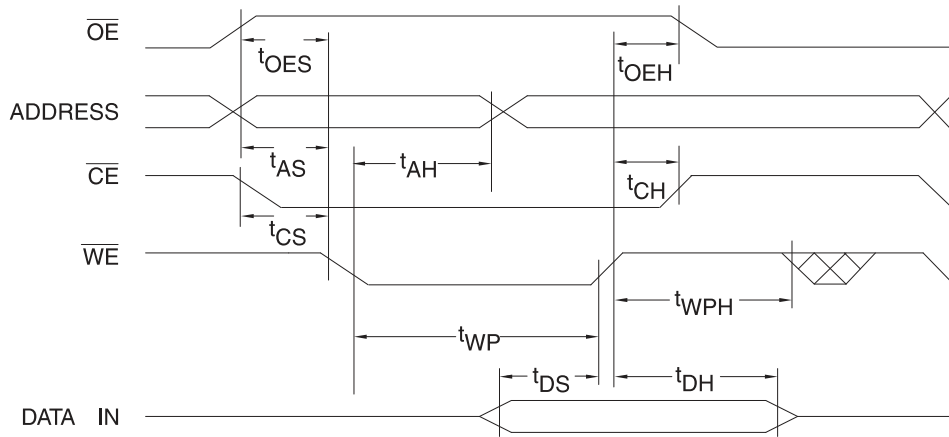 OE
tOES
tOEH
ADDRESS
tAS
tAH
CE
tCH
tCS
WE
tWPH
tWP
tDS
tDH
DATA IN